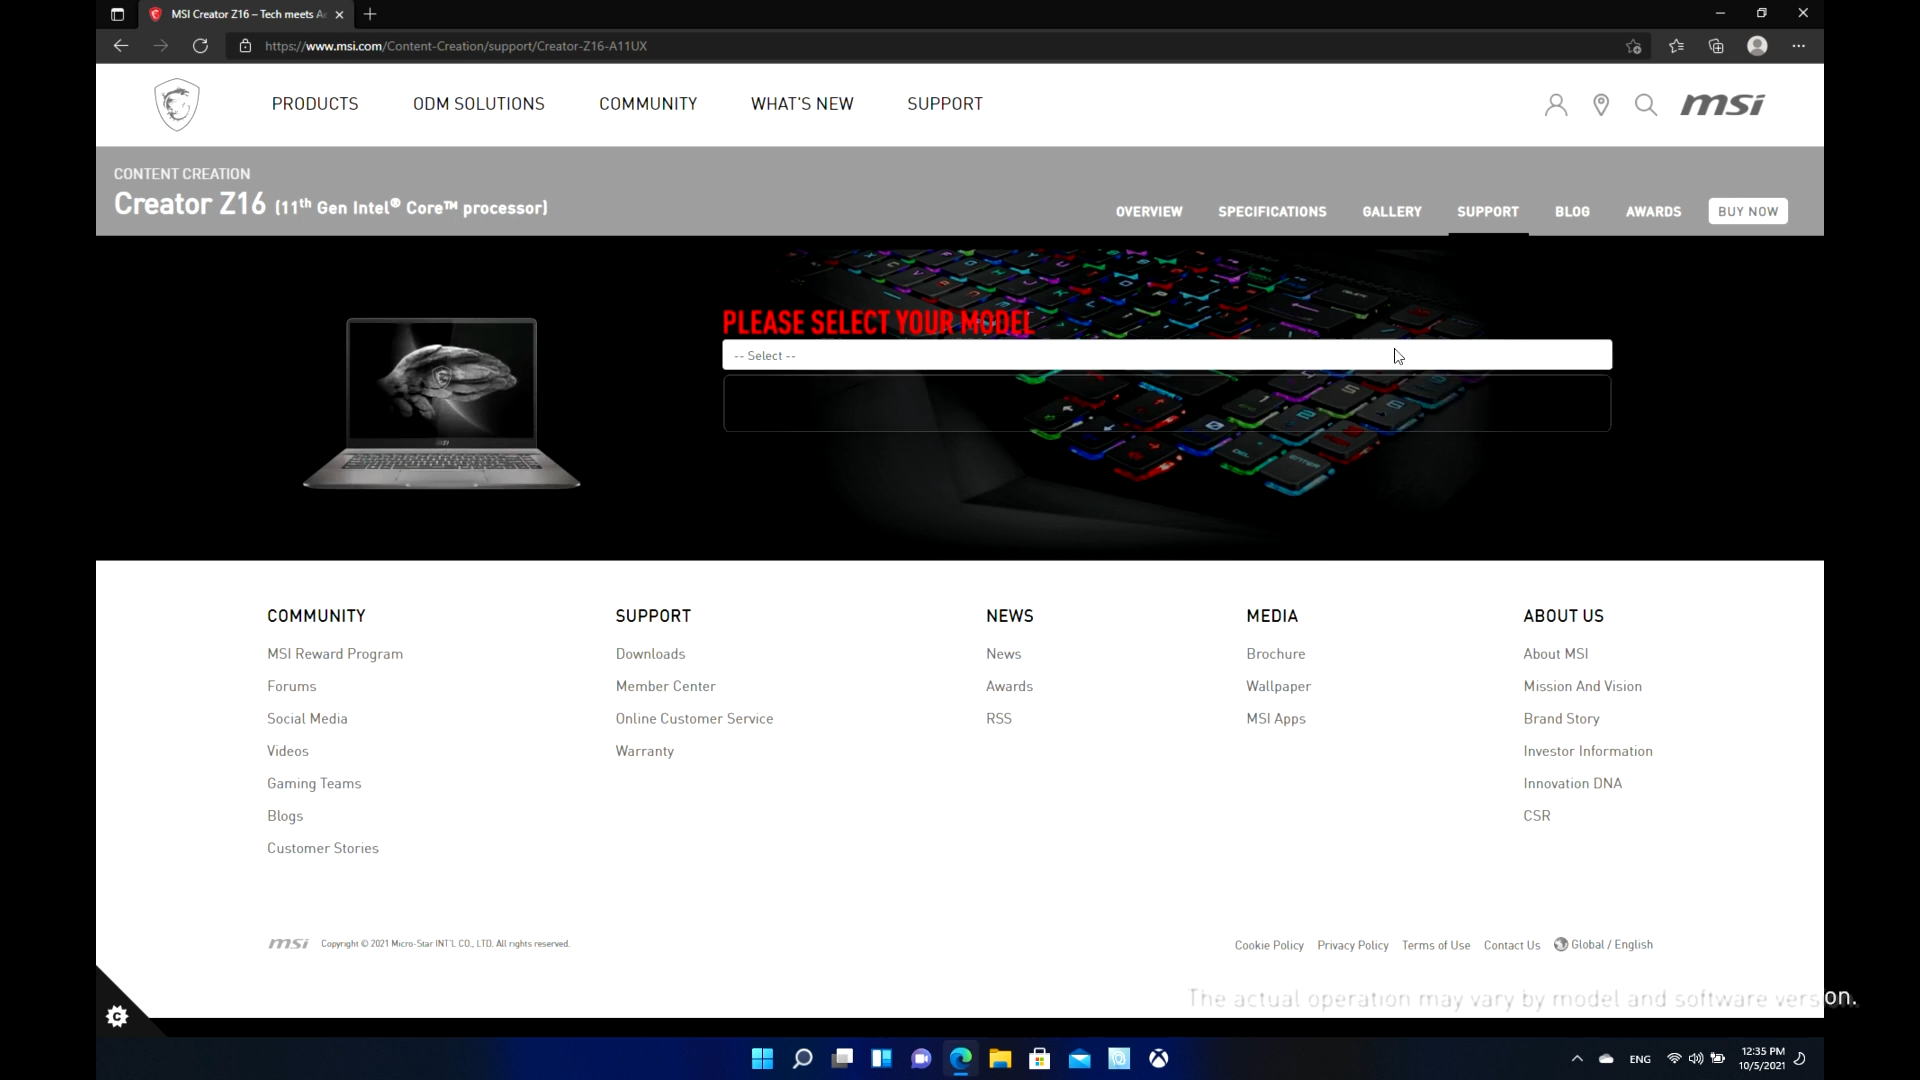 MSI Creator Z16 – Tech meets A
https://www.msi.com/Content-Creation/support/Creator-Z16-A11UX
PRODUCTS
ODM SOLUTIONS
COMMUNITY
WHAT'S NEW
SUPPORT
msi
CONTENT CREATION
Creator Z16 (11th Gen Intel® Core™ processor)
OVERVIEW
SPECIFICATIONS
GALLERY
SUPPORT
BLOG
AWARDS
BUY NOW
PLEASE SELECT YOUR MODEL
-- Select --
COMMUNITY
MSI Reward Program
Forums
Social Media
Videos
Gaming Teams
Blogs
Customer Stories
SUPPORT
Downloads
Member Center
Online Customer Service
Warranty
NEWS
News
Awards
RSS
MEDIA
Brochure
Wallpaper
MSI Apps
ABOUT US
About MSI
Mission And Vision
Brand Story
Investor Information
Innovation DNA
CSR
msi Copyright © 2021 Micro-Star INT'L CO., LTD. All rights reserved.
Cookie Policy
Privacy Policy
Terms of Use
Contact Us
Global / English
The actual operation may vary by model and software version.
ENG
12:35 PM
10/5/2021